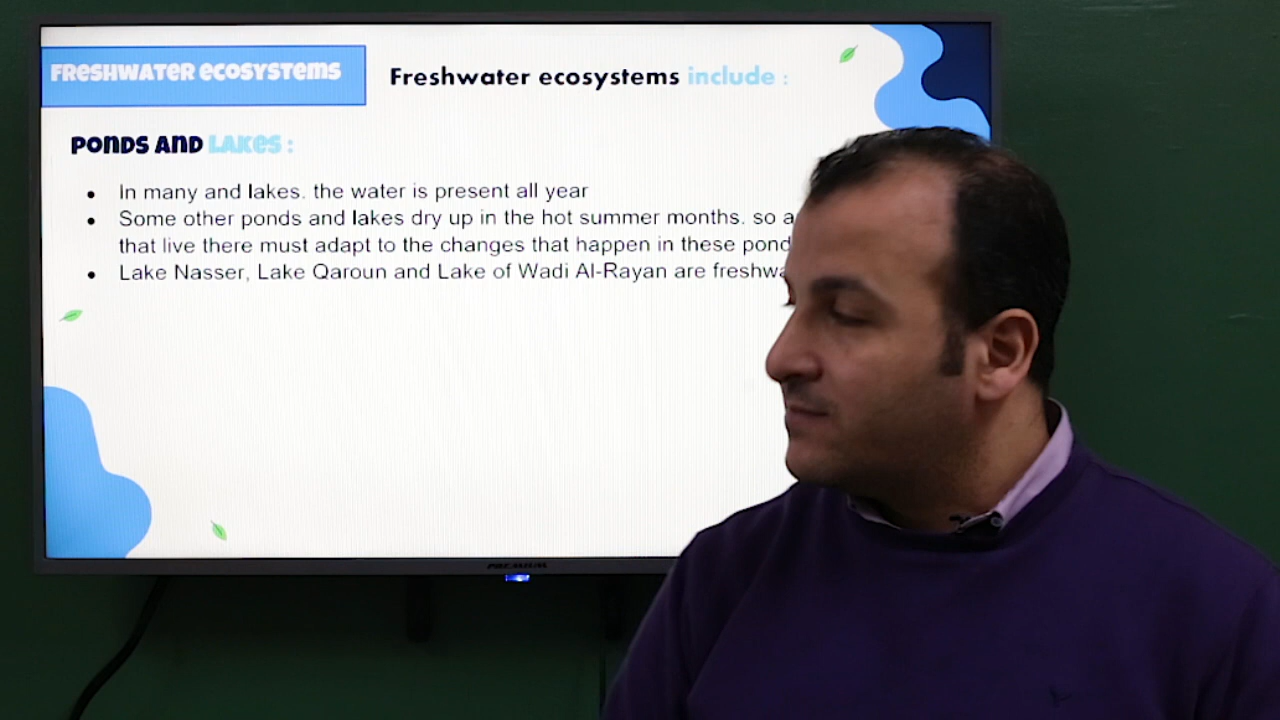 FRESHWATER ECOSYSTEMS
Freshwater ecosystems include :
PONDS AND LAKES :
• In many and lakes. the water is present all year
• Some other ponds and lakes dry up in the hot summer months. so
that live there must adapt to the changes that happen in these
• Lake Nasser, Lake Qaroun and Lake of Wadi Al-Rayan are
PREMIUM